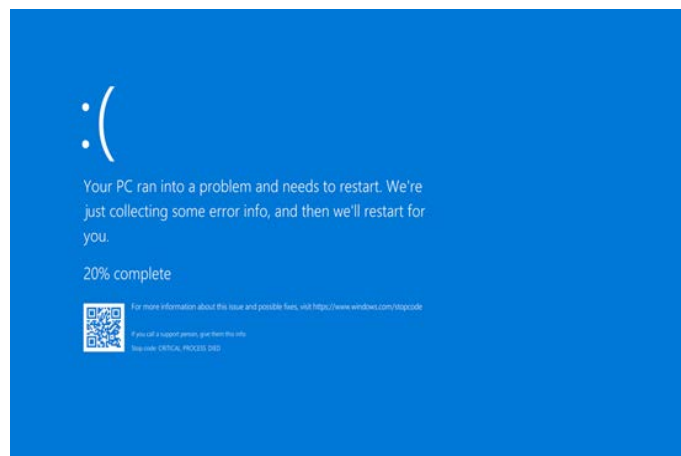 :(
Your PC ran into a problem and needs to restart. We're
just collecting some error info, and then we'll restart for
you.
20% complete
For more information about this issue and possible fixes, visit https://www.windows.com/stopcode
If you call a support person, give them this info:
Stop code: CRITICAL PROCESS DIED